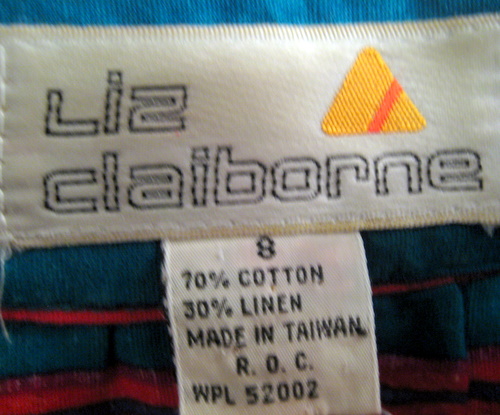 Liz
claiborne
8
70% COTTON
30% LINEN
MADE IN TAIWAN
R. O. C.
WPL 52002